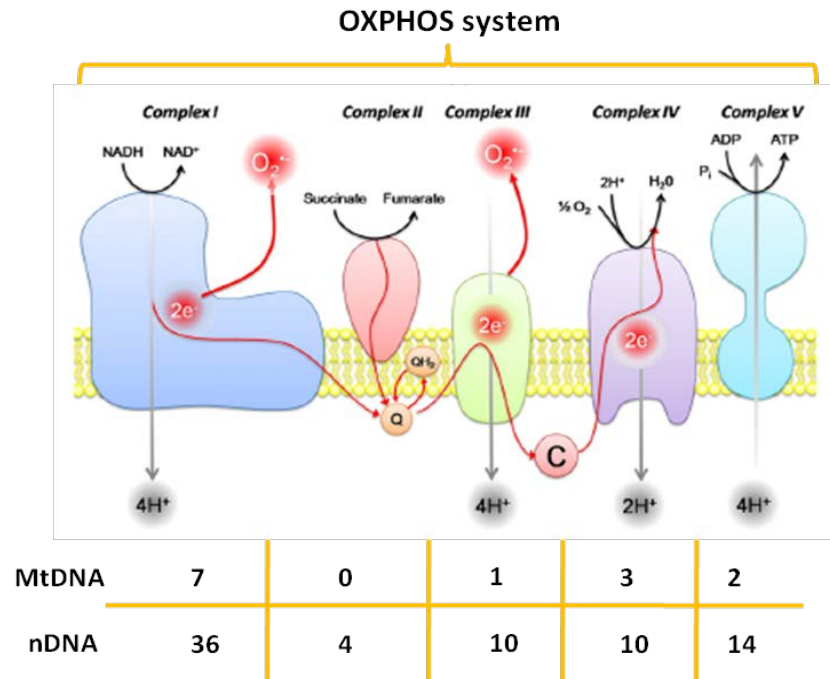 OXPHOS system
Complex I Complex II Complex III Complex IV Complex V
NADH NAD⁺ O₂•⁻ O₂•⁻ ADP ATP
Pi
Succinate Fumarate 2H⁺ H₂0
½ O₂
2e⁻ 2e⁻ 2e⁻
QH₂
Q
C
4H⁺ 4H⁺ 2H⁺ 4H⁺
MtDNA 7 0 1 3 2
nDNA 36 4 10 10 14